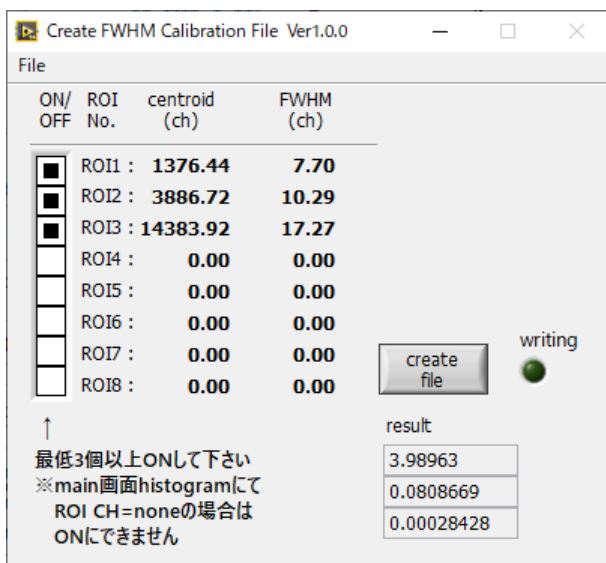 Create FWHM Calibration File Ver1.0.0
File
ON/ ROI centroid FWHM
OFF No. (ch) (ch)
ROI1 : 1376.44 7.70
ROI2 : 3886.72 10.29
ROI3 : 14383.92 17.27
ROI4 : 0.00 0.00
ROI5 : 0.00 0.00
ROI6 : 0.00 0.00
ROI7 : 0.00 0.00
ROI8 : 0.00 0.00
create
file
writing
↑
最低3個以上ONして下さい
※main画面histogramにて
ROI CH=noneの場合は
ONにできません
result
3.98963
0.0808669
0.00028428